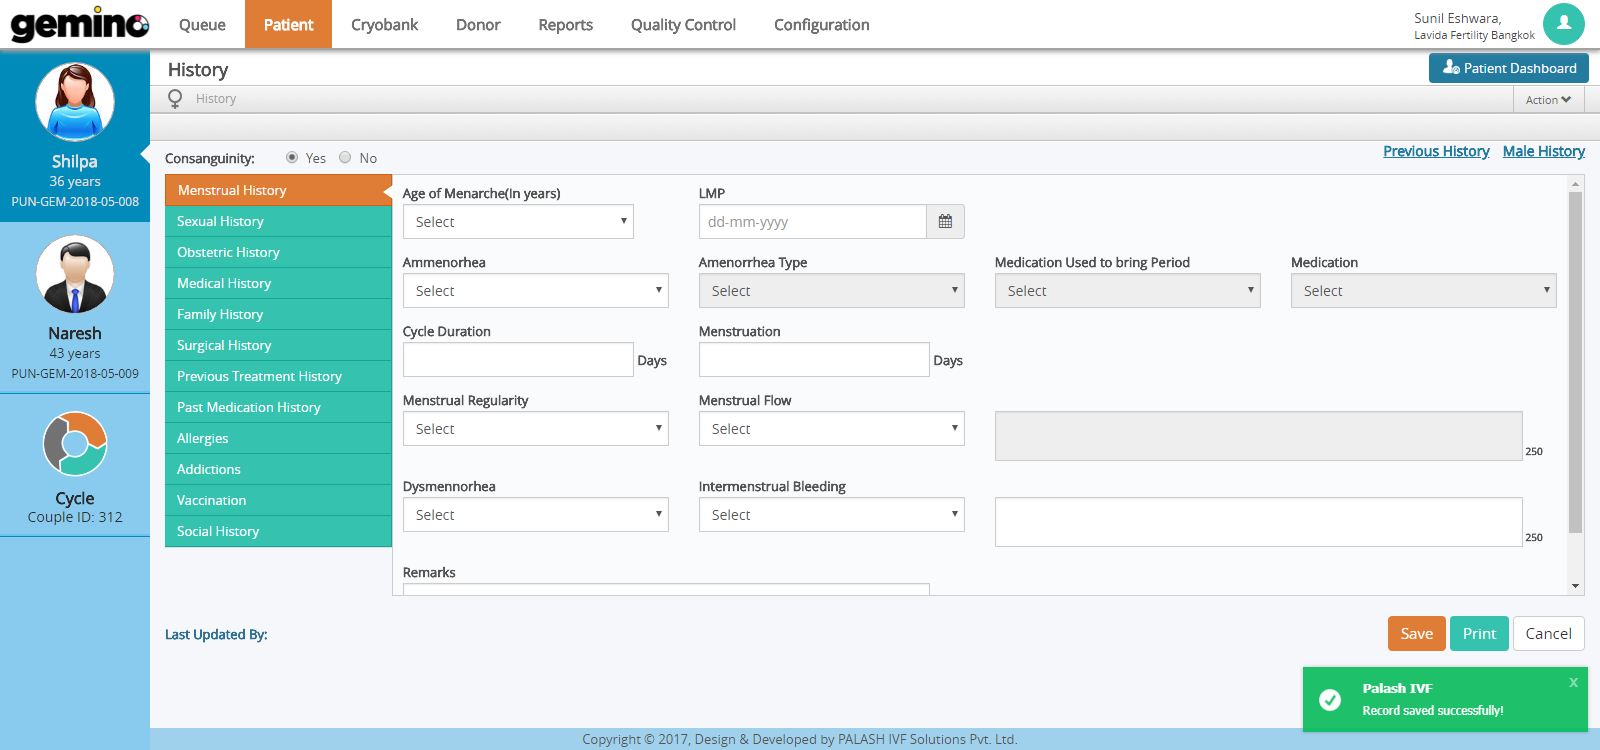 gemino
Queue Patient Cryobank Donor Reports Quality Control Configuration
Sunil Eshwara,
Lavida Fertility Bangkok
History
Patient Dashboard
History
Action
Shilpa
36 years
PUN-GEM-2018-05-008
Naresh
43 years
PUN-GEM-2018-05-009
Cycle
Couple ID: 312
Consanguinity: Yes No
Previous History Male History
Menstrual History
Sexual History
Obstetric History
Medical History
Family History
Surgical History
Previous Treatment History
Past Medication History
Allergies
Addictions
Vaccination
Social History
Age of Menarche(In years) LMP
Select dd-mm-yyyy
Ammenorhea Amenorrhea Type Medication Used to bring Period Medication
Select Select Select Select
Cycle Duration Menstruation
Days Days
Menstrual Regularity Menstrual Flow
Select Select
250
Dysmennorhea Intermenstrual Bleeding
Select Select
250
Remarks
Last Updated By:
Save Print Cancel
Palash IVF x
Record saved successfully!
Copyright © 2017, Design & Developed by PALASH IVF Solutions Pvt. Ltd.